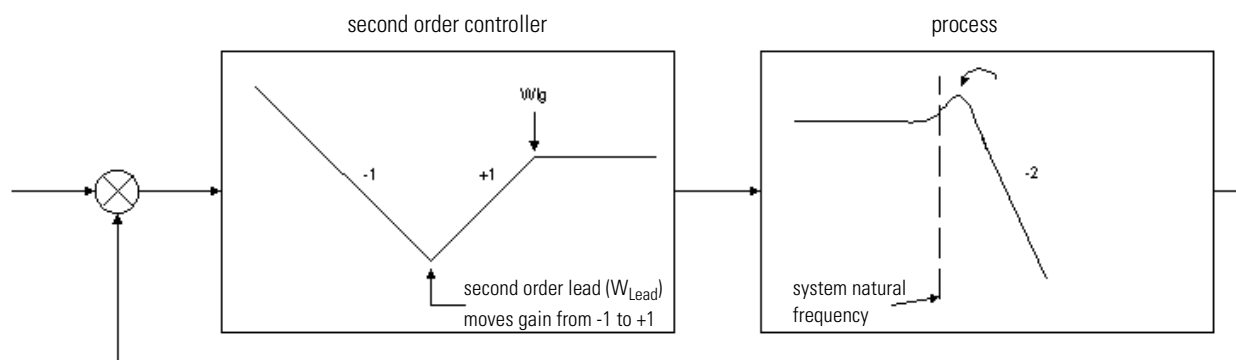 second order controller
process
Wlg
-1
+1
-2
second order lead (WLead)
moves gain from -1 to +1
system natural
frequency